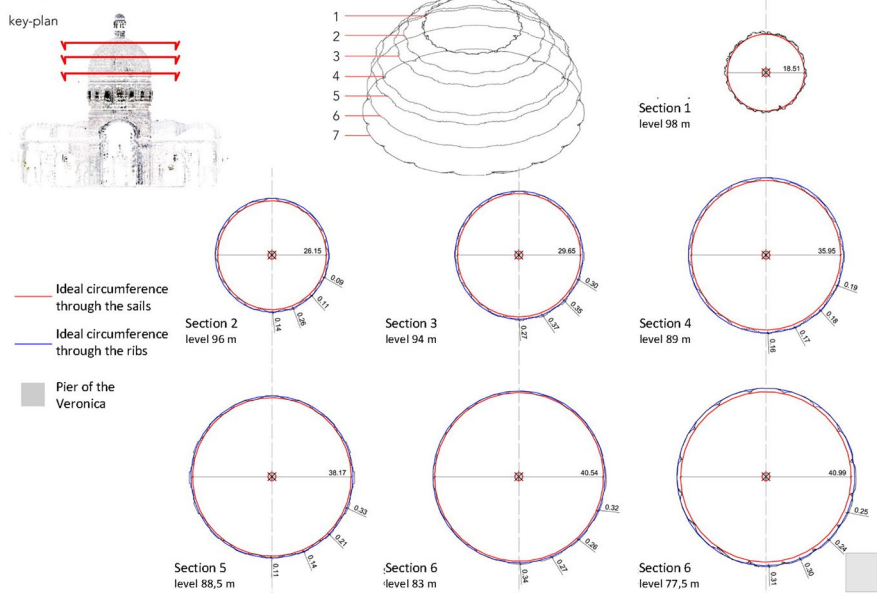 key-plan
1
2
3
4
5
6
7
18.51
Section 1
level 98 m
26.15
0.09
0.11
0.26
0.14
Section 2
level 96 m
29.65
0.30
0.35
0.37
0.27
Section 3
level 94 m
35.95
0.19
0.18
0.17
0.16
Section 4
level 89 m
Ideal circumference
through the sails
Ideal circumference
through the ribs
Pier of the
Veronica
38.17
0.33
0.21
0.14
0.11
Section 5
level 88,5 m
40.54
0.32
0.26
0.27
0.34
Section 6
level 83 m
40.99
0.25
0.24
0.30
0.31
Section 6
level 77,5 m